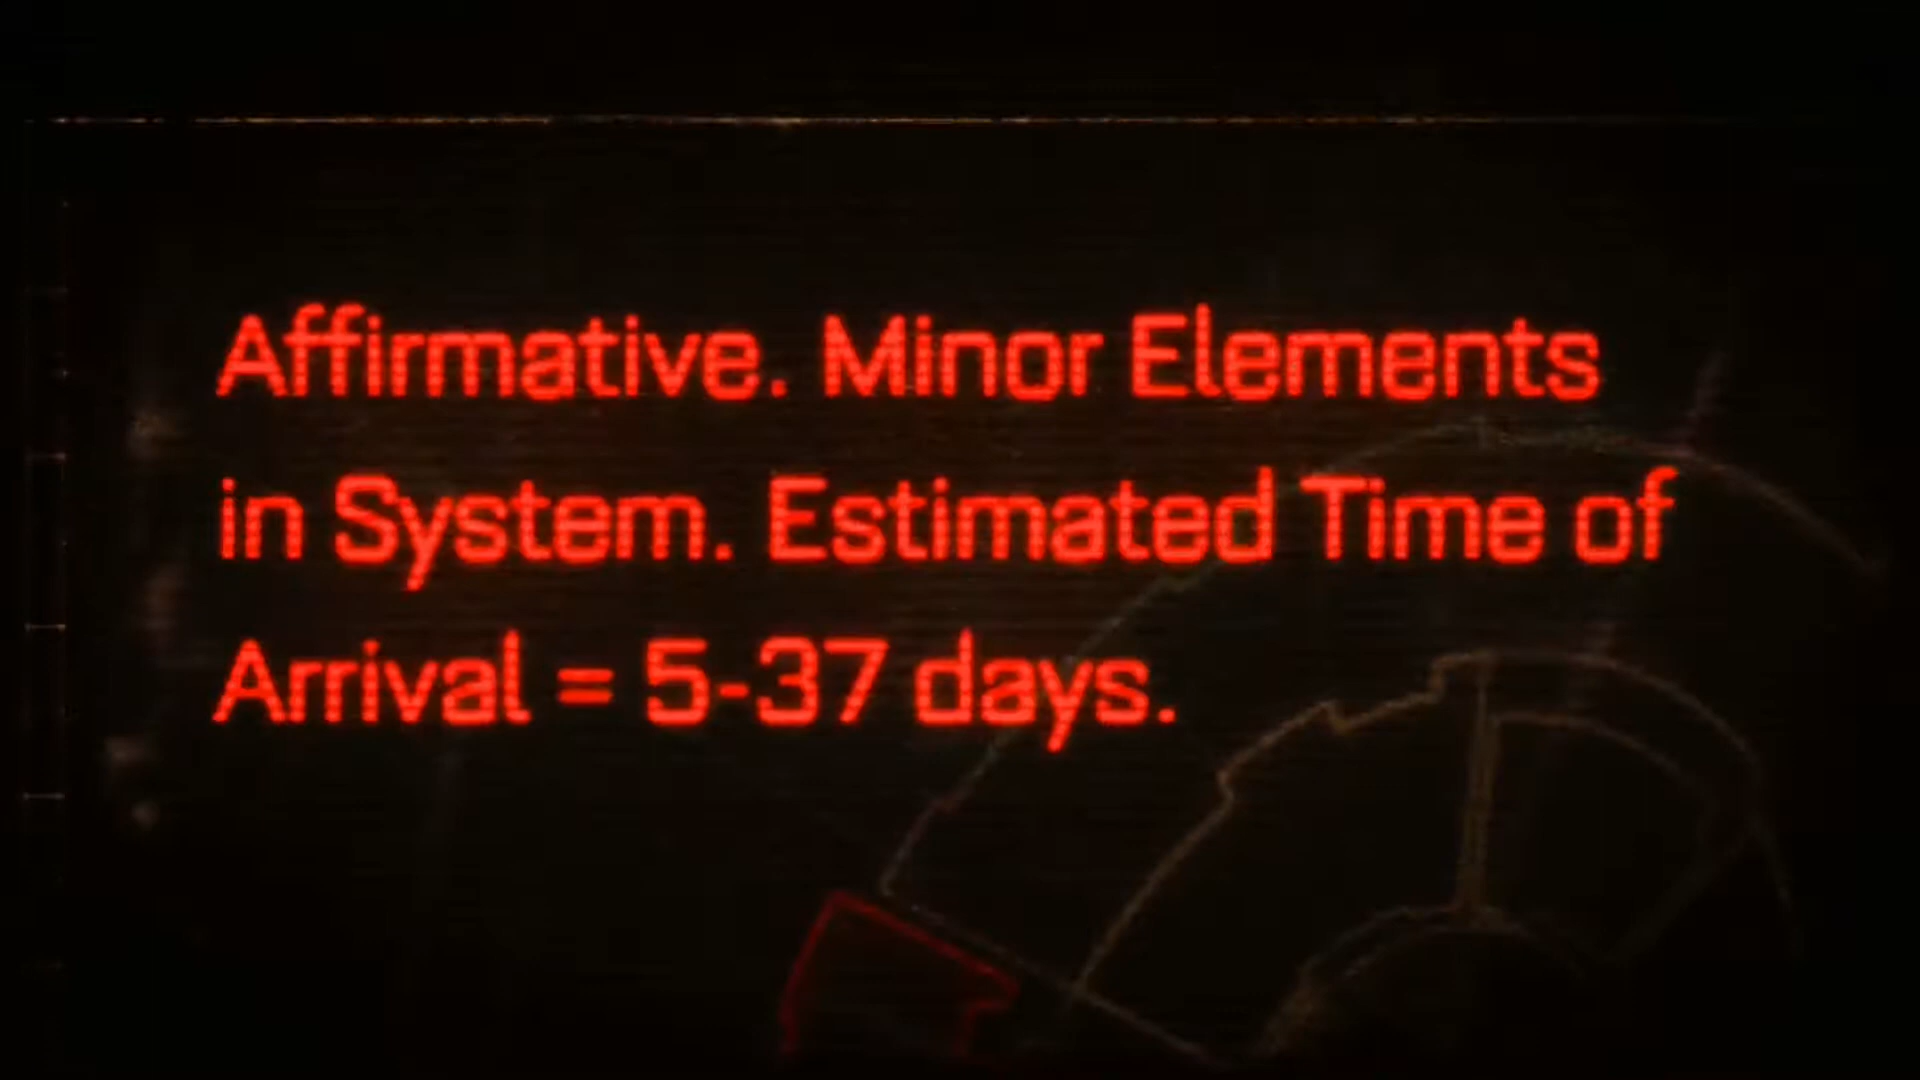 Affirmative. Minor Elements
in System. Estimated Time of
Arrival = 5-37 days.